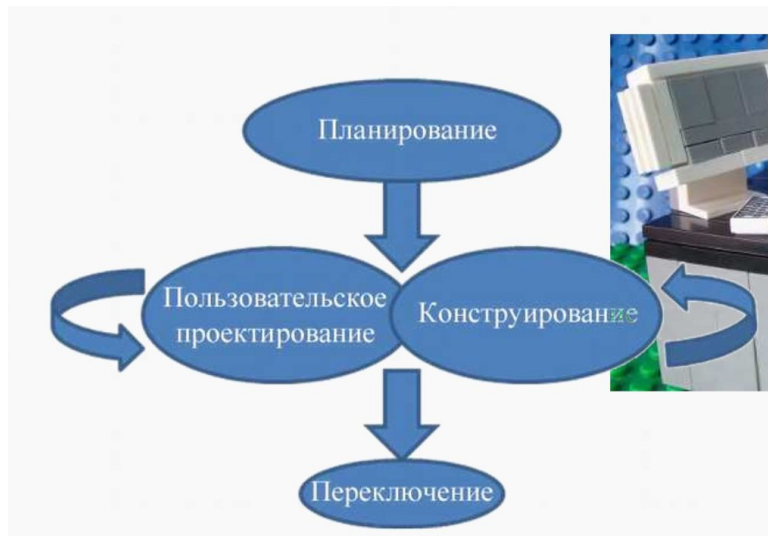 Планирование
Пользовательское
проектирование
Конструирование
Переключение